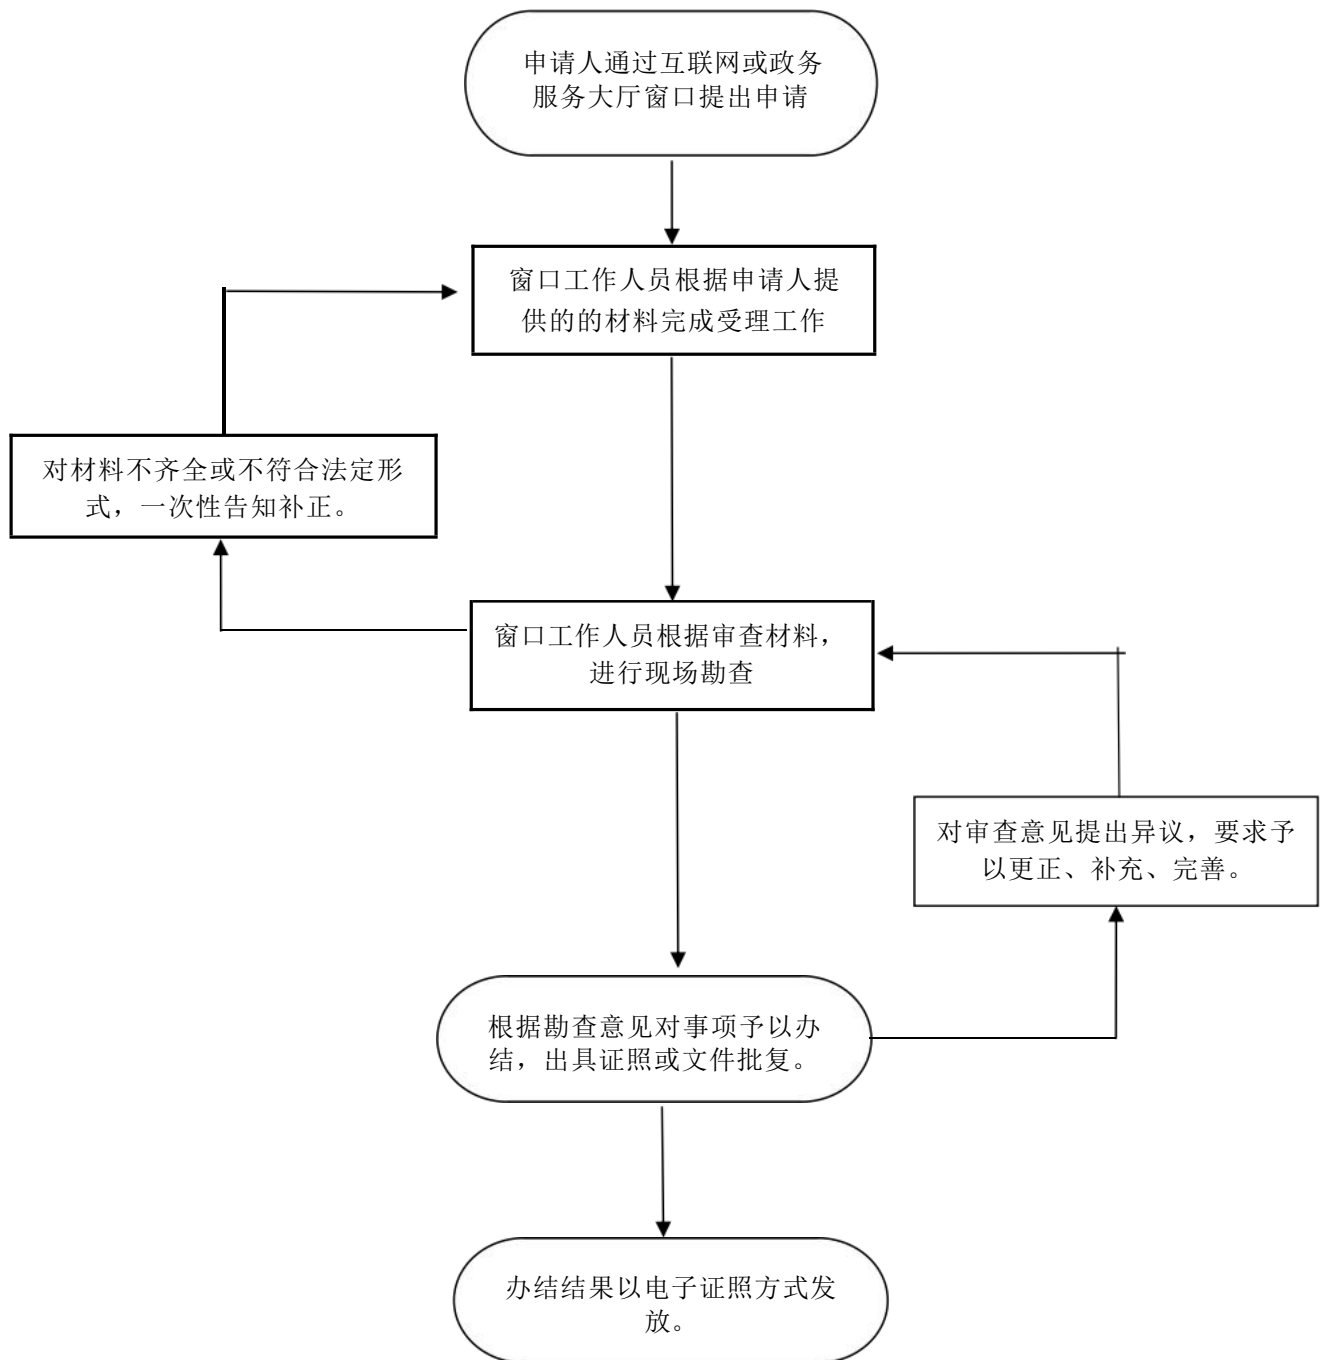 申请人通过互联网或政务
服务大厅窗口提出申请
窗口工作人员根据申请人提
供的的材料完成受理工作
对材料不齐全或不符合法定形
式，一次性告知补正。
窗口工作人员根据审查材料，
进行现场勘查
对审查意见提出异议，要求予
以更正、补充、完善。
根据勘查意见对事项予以办
结，出具证照或文件批复。
办结结果以电子证照方式发
放。